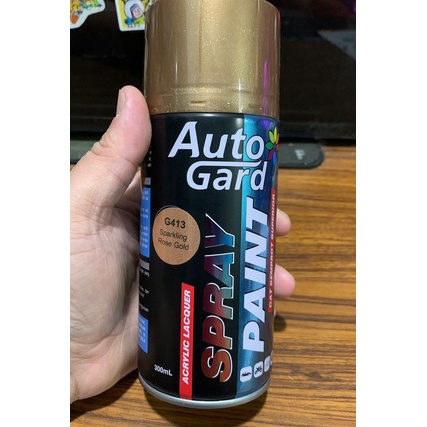 Auto
Gard
G413
Sparkling
Rose Gold
SPRAY
PAINT
ACRYLIC LACQUER
300mL